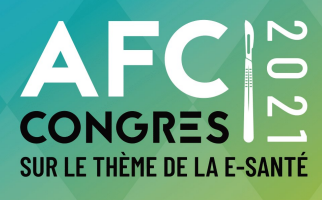 AFC
2021
CONGRES
SUR LE THÈME DE LA E-SANTÉ